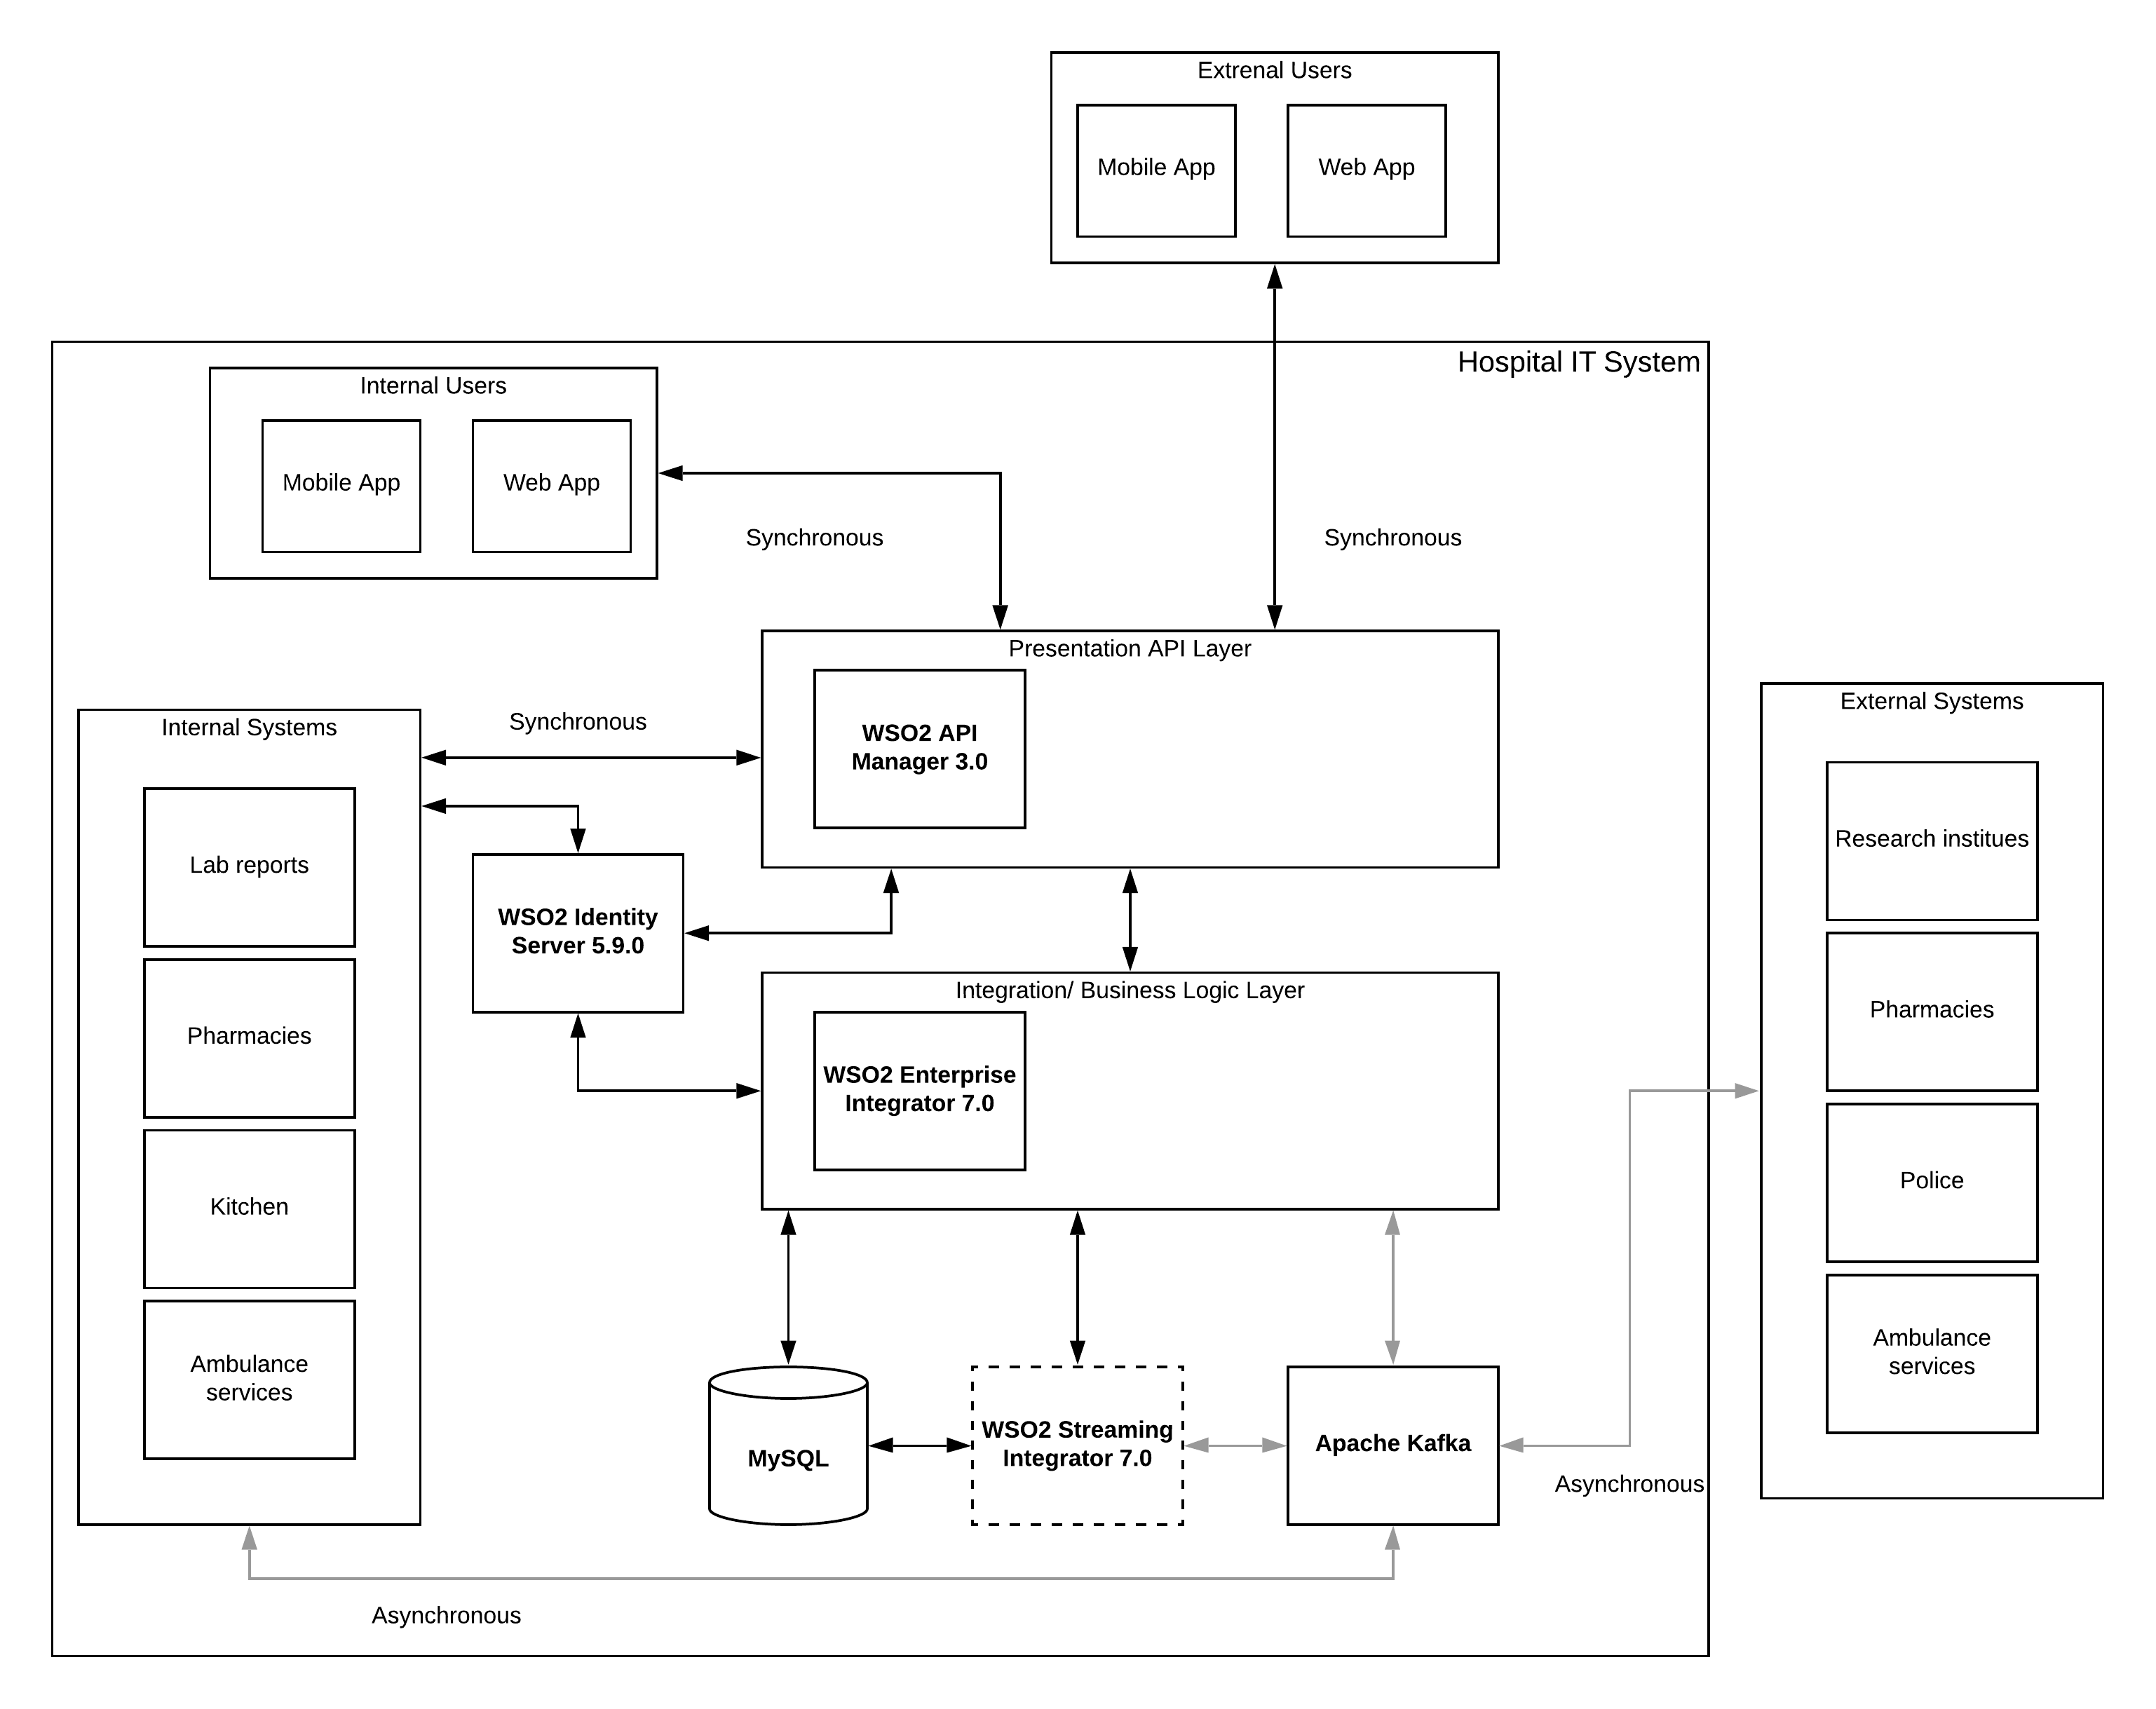 Extrenal Users
Mobile App
Web App
Hospital IT System
Internal Users
Mobile App
Web App
Synchronous
Synchronous
Presentation API Layer
WSO2 API
Manager 3.0
Synchronous
Internal Systems
Lab reports
Pharmacies
Kitchen
Ambulance
services
WSO2 Identity
Server 5.9.0
Integration/ Business Logic Layer
WSO2 Enterprise
Integrator 7.0
MySQL
WSO2 Streaming
Integrator 7.0
Apache Kafka
Asynchronous
Asynchronous
External Systems
Research institues
Pharmacies
Police
Ambulance
services